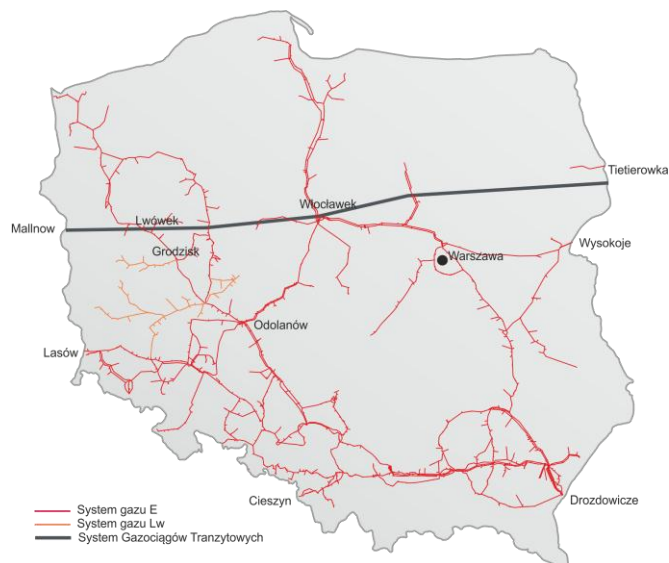 Tietierowka
Włocławek
Lwówek
Mallnow
Wysokoje
Grodzisk
Warszawa
Odolanów
Lasów
Cieszyn
Drozdowicze
System gazu E
System gazu Lw
System Gazociągów Tranzytowych